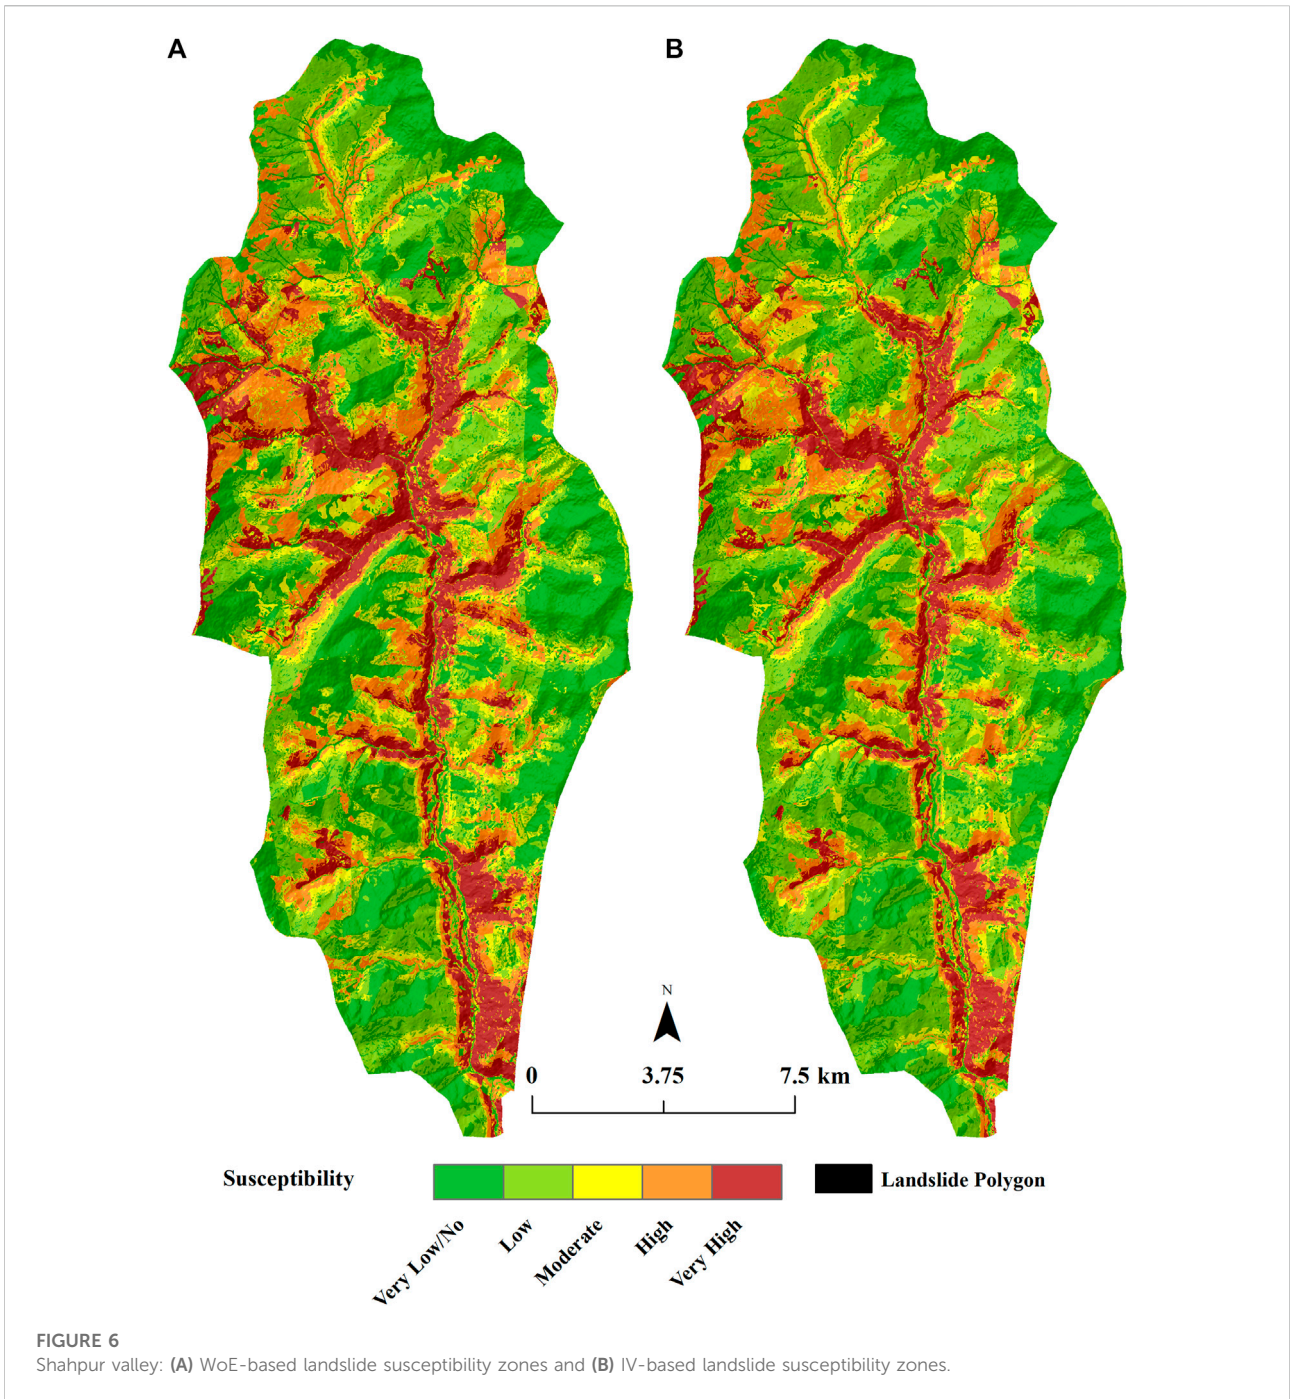 A
B
N
0 3.75 7.5 km
Susceptibility
Landslide Polygon
Very Low/No
Low
Moderate
High
Very High
FIGURE 6
Shahpur valley: (A) WoE-based landslide susceptibility zones and (B) IV-based landslide susceptibility zones.